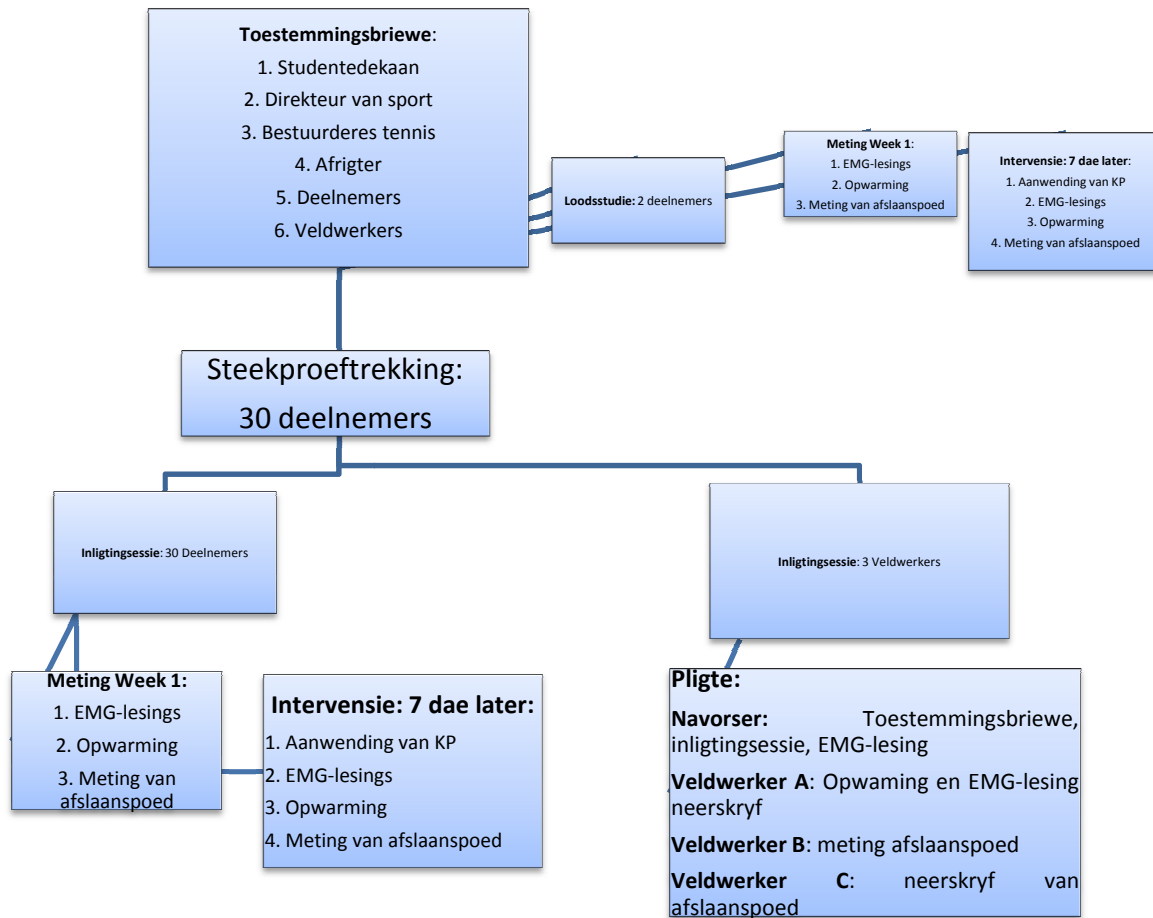 Toestemmingsbriewe:
1. Studentedekaan
2. Direkteur van sport
3. Bestuurderes tennis
4. Afrigter
5. Deelnemers
6. Veldwerkers
Loodsstudie: 2 deelnemers
Meting Week 1:
1. EMG-lesings
2. Opwarming
3. Meting van afslaanspoed
Intervensie: 7 dae later:
1. Aanwending van KP
2. EMG-lesings
3. Opwarming
4. Meting van afslaanspoed
Steekproeftrekking:
30 deelnemers
Inligtingsessie: 30 Deelnemers
Inligtingsessie: 3 Veldwerkers
Meting Week 1:
1. EMG-lesings
2. Opwarming
3. Meting van
afslaanspoed
Intervensie: 7 dae later:
1. Aanwending van KP
2. EMG-lesings
3. Opwarming
4. Meting van afslaanspoed
Pligte:
Navorser: Toestemmingsbriewe,
inligtingsessie, EMG-lesing
Veldwerker A: Opwaming en EMG-lesing
neerskryf
Veldwerker B: meting afslaanspoed
Veldwerker C: neerskryf van
afslaanspoed